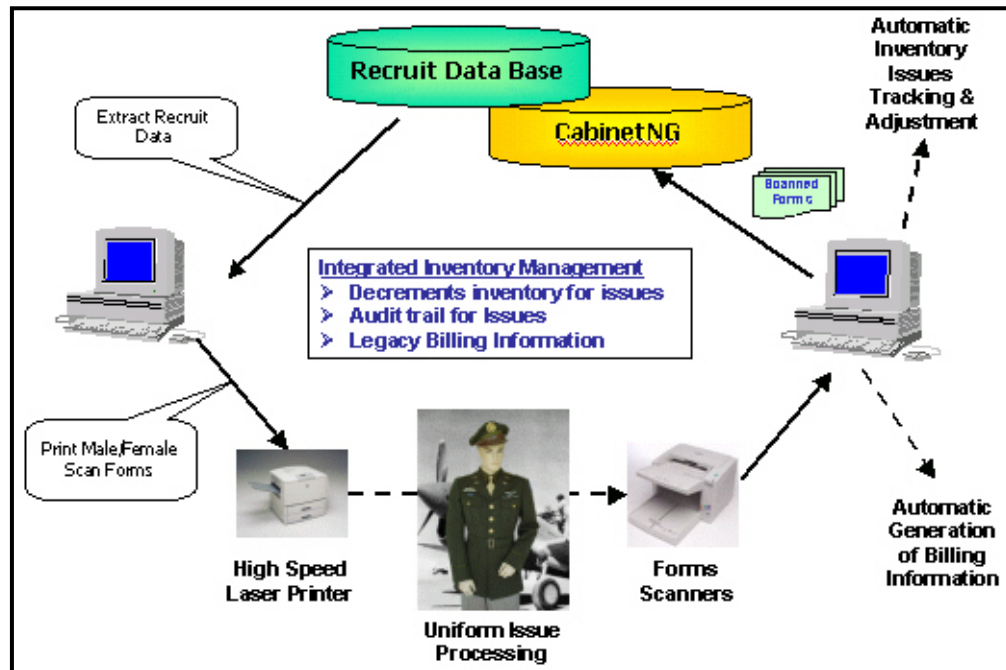 Recruit Data Base
CabinetNG
Automatic
Inventory
Issues
Tracking &
Adjustment
Extract Recruit
Data
Scanned
Forms
Integrated Inventory Management
➢ Decrements inventory for issues
➢ Audit trail for Issues
➢ Legacy Billing Information
Print Male/Female
Scan Forms
High Speed
Laser Printer
Uniform Issue
Processing
Forms
Scanners
Automatic
Generation
of Billing
Information